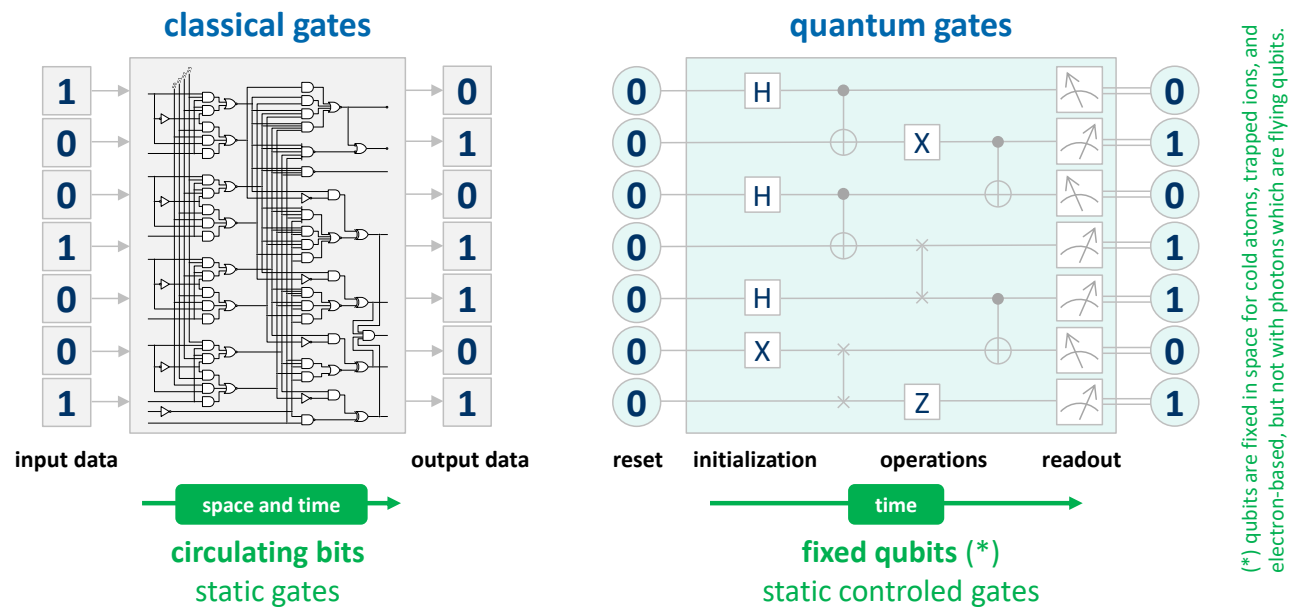 classical gates
quantum gates
1
0
0
1
0
0
1
0
1
0
1
1
0
1
0
0
0
0
0
0
0
H
H
H
X
X
Z
0
1
0
1
1
0
1
input data
output data
reset
initialization
operations
readout
space and time
time
circulating bits
static gates
fixed qubits (*)
static controled gates
(*) qubits are fixed in space for cold atoms, trapped ions, and
electron-based, but not with photons which are flying qubits.